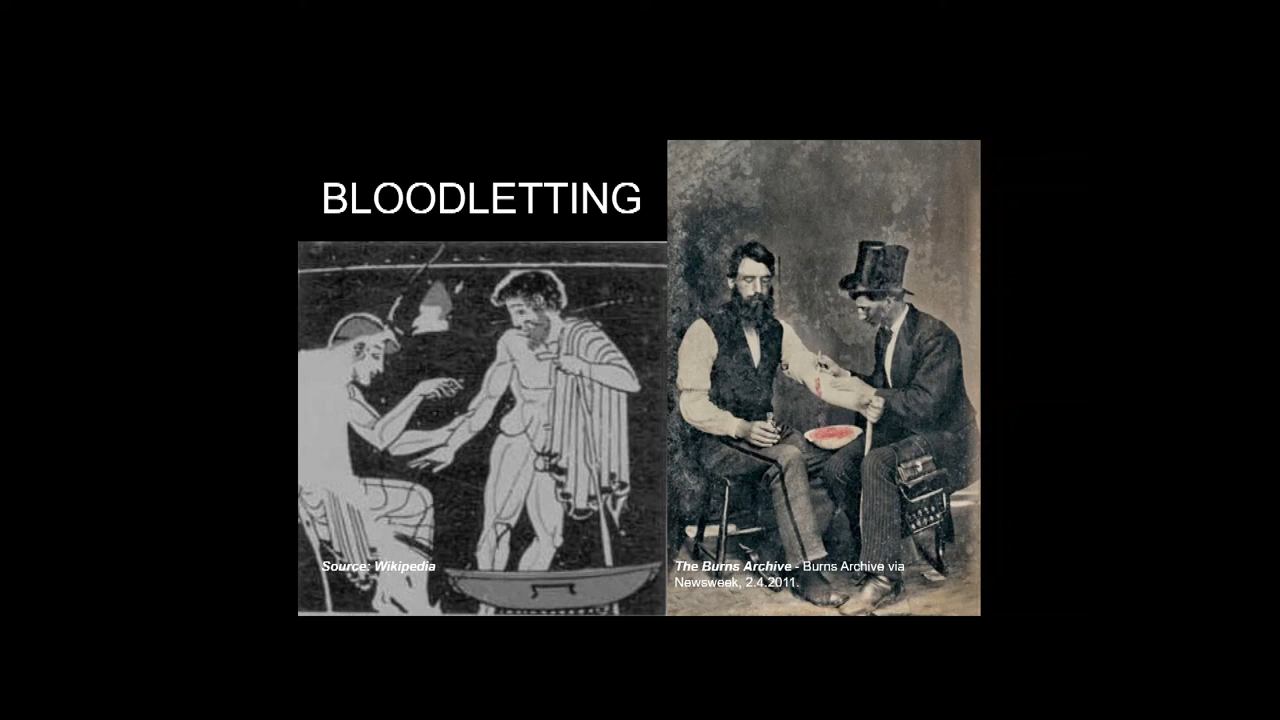 BLOODLETTING
Source: Wikipedia
The Burns Archive - Burns Archive via
Newsweek, 2.4.2011.